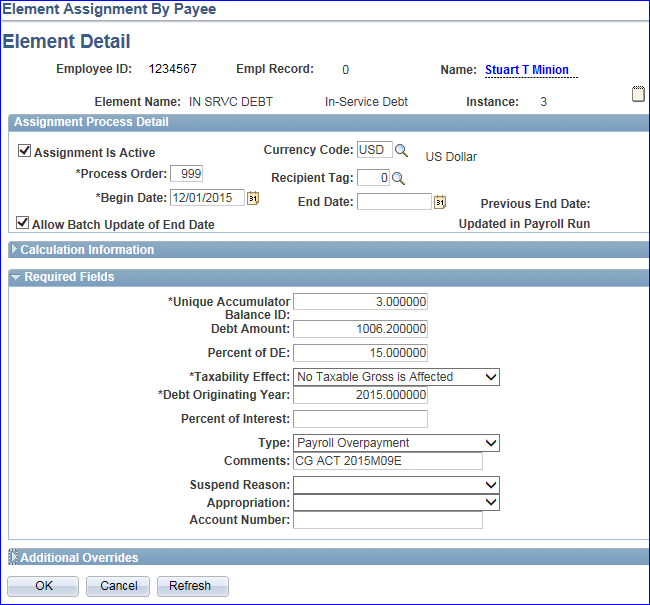 Element Assignment By Payee
Element Detail
Employee ID: 1234567 Empl Record: 0 Name: Stuart T Minion
Element Name: IN SRVC DEBT In-Service Debt Instance: 3
Assignment Process Detail
Assignment Is Active Currency Code: USD US Dollar
*Process Order: 999 Recipient Tag: 0
*Begin Date: 12/01/2015 31 End Date: 31 Previous End Date:
Allow Batch Update of End Date Updated in Payroll Run
Calculation Information
Required Fields
*Unique Accumulator 3.000000
Balance ID:
Debt Amount: 1006.200000
Percent of DE: 15.000000
*Taxability Effect: No Taxable Gross is Affected
*Debt Originating Year: 2015.000000
Percent of Interest:
Type: Payroll Overpayment
Comments: CG ACT 2015M09E
Suspend Reason:
Appropriation:
Account Number:
Additional Overrides
OK Cancel Refresh